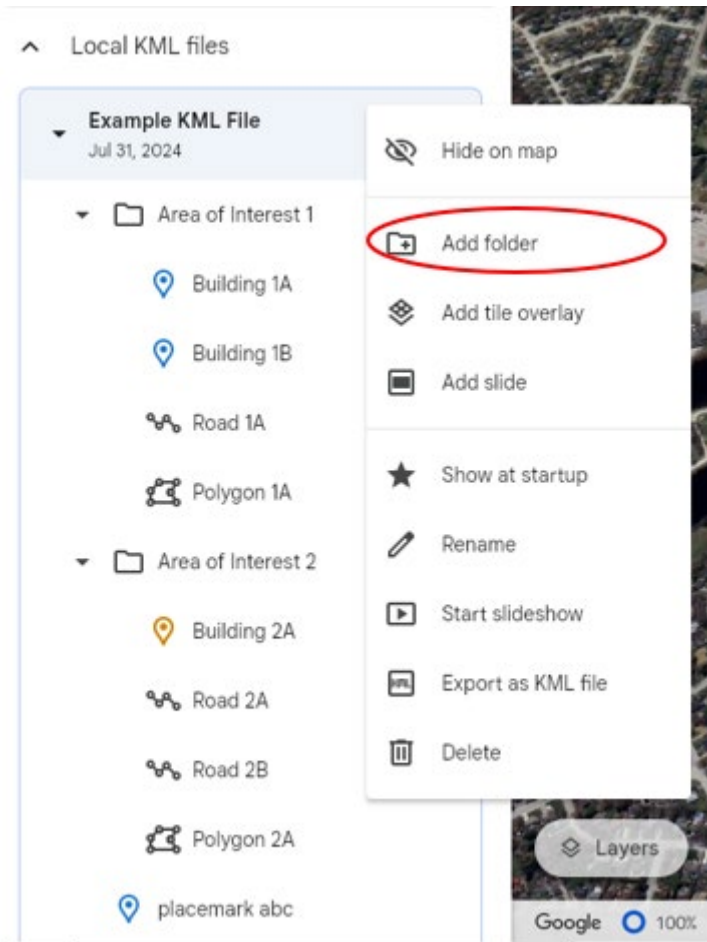 Local KML files
Example KML File
Jul 31, 2024
Area of Interest 1
Building 1A
Building 1B
Road 1A
Polygon 1A
Area of Interest 2
Building 2A
Road 2A
Road 2B
Polygon 2A
placemark abc
Hide on map
Add folder
Add tile overlay
Add slide
Show at startup
Rename
Start slideshow
KML
Export as KML file
Delete
Layers
Google
100%